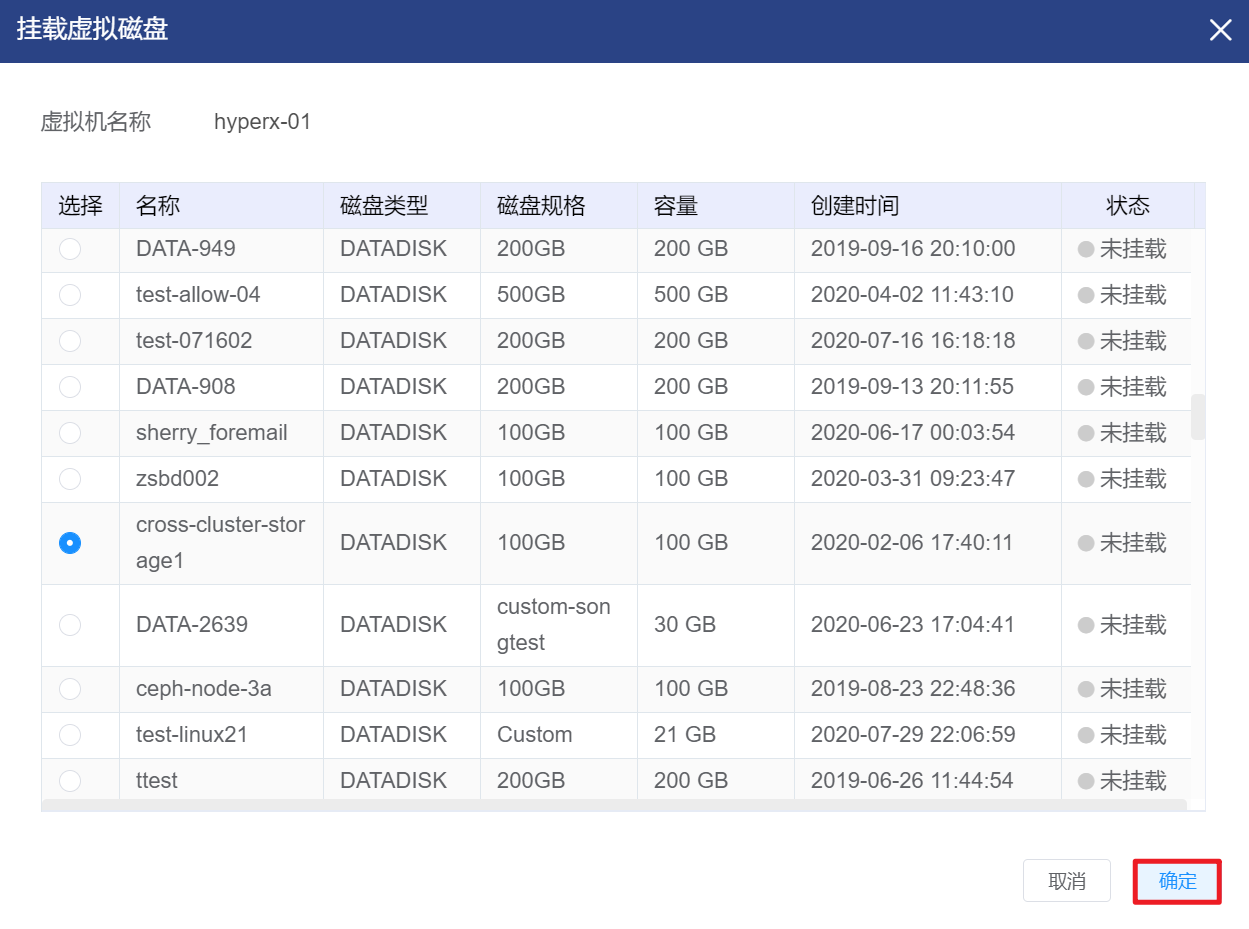 挂载虚拟磁盘
虚拟机名称 hyperx-01
选择 名称 磁盘类型 磁盘规格 容量 创建时间 状态
DATA-949 DATADISK 200GB 200 GB 2019-09-16 20:10:00 未挂载
test-allow-04 DATADISK 500GB 500 GB 2020-04-02 11:43:10 未挂载
test-071602 DATADISK 200GB 200 GB 2020-07-16 16:18:18 未挂载
DATA-908 DATADISK 200GB 200 GB 2019-09-13 20:11:55 未挂载
sherry_foremail DATADISK 100GB 100 GB 2020-06-17 00:03:54 未挂载
zsbd002 DATADISK 100GB 100 GB 2020-03-31 09:23:47 未挂载
cross-cluster-stor
age1 DATADISK 100GB 100 GB 2020-02-06 17:40:11 未挂载
DATA-2639 DATADISK custom-son
gtest 30 GB 2020-06-23 17:04:41 未挂载
ceph-node-3a DATADISK 100GB 100 GB 2019-08-23 22:48:36 未挂载
test-linux21 DATADISK Custom 21 GB 2020-07-29 22:06:59 未挂载
ttest DATADISK 200GB 200 GB 2019-06-26 11:44:54 未挂载
取消 确定